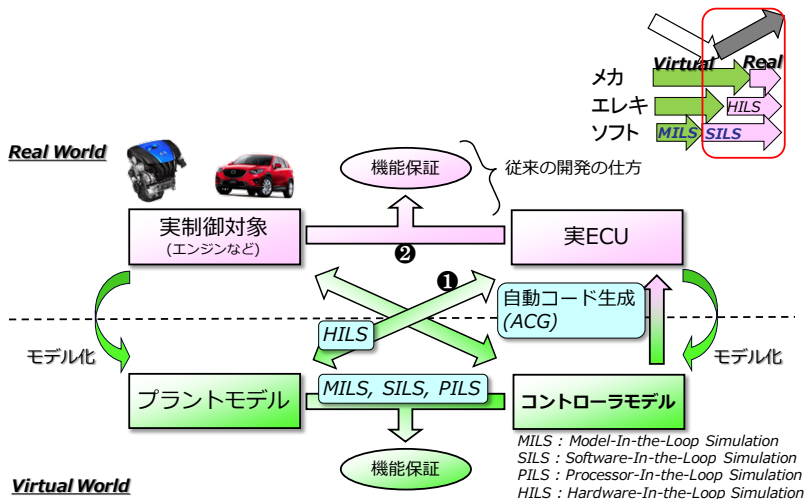 Virtual Real
メカ
エレキ
HILS
ソフト
MILS SILS
Real World
機能保証
従来の開発の仕方
実制御対象
(エンジンなど)
実ECU
❷
❶
自動コード生成
(ACG)
HILS
モデル化
モデル化
プラントモデル
MILS, SILS, PILS
コントローラモデル
機能保証
MILS : Model-In-the-Loop Simulation
SILS : Software-In-the-Loop Simulation
PILS : Processor-In-the-Loop Simulation
HILS : Hardware-In-the-Loop Simulation
Virtual World